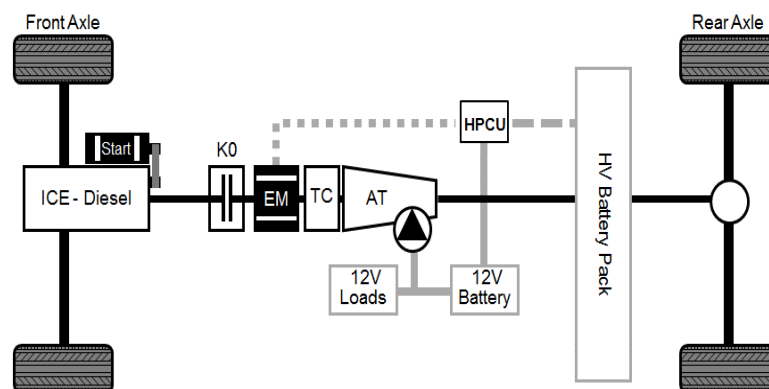 Front Axle
Rear Axle
Start
K0
HPCU
ICE - Diesel
EM
TC
AT
HV Battery Pack
12V
Loads
12V
Battery